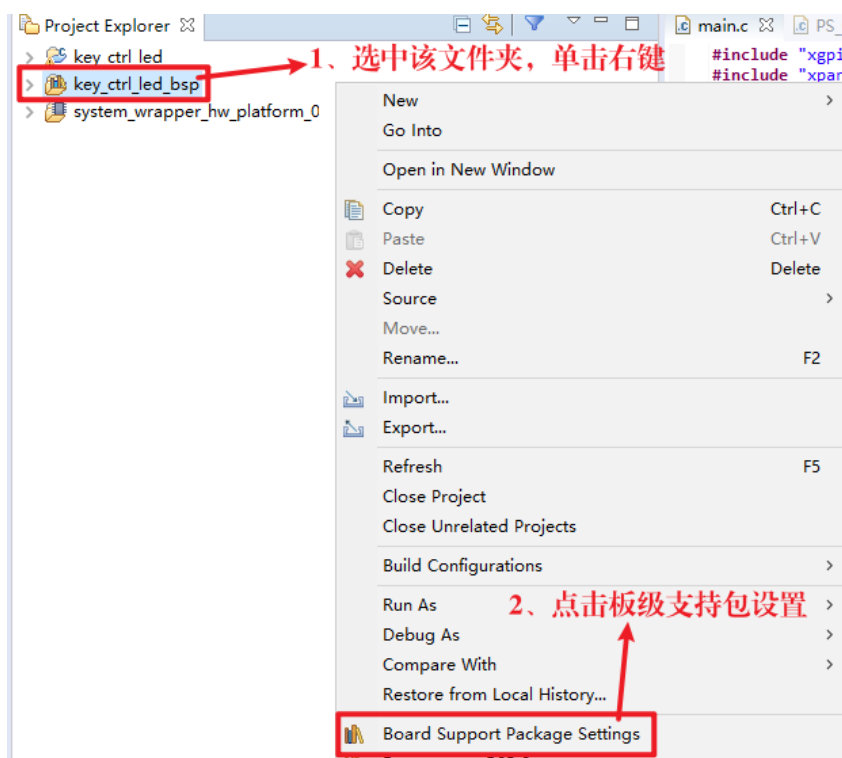 Project Explorer
main.c
PS_
key ctrl led
1、选中该文件夹，单击右键
#include "xgpi
key_ctrl_led_bsp
#include "xpar
system_wrapper_hw_platform_0
New
Go Into
Open in New Window
Copy Ctrl+C
Paste Ctrl+V
Delete Delete
Source
Move...
Rename... F2
Import...
Export...
Refresh F5
Close Project
Close Unrelated Projects
Build Configurations
Run As
2、点击板级支持包设置
Debug As
Compare With
Restore from Local History...
Board Support Package Settings